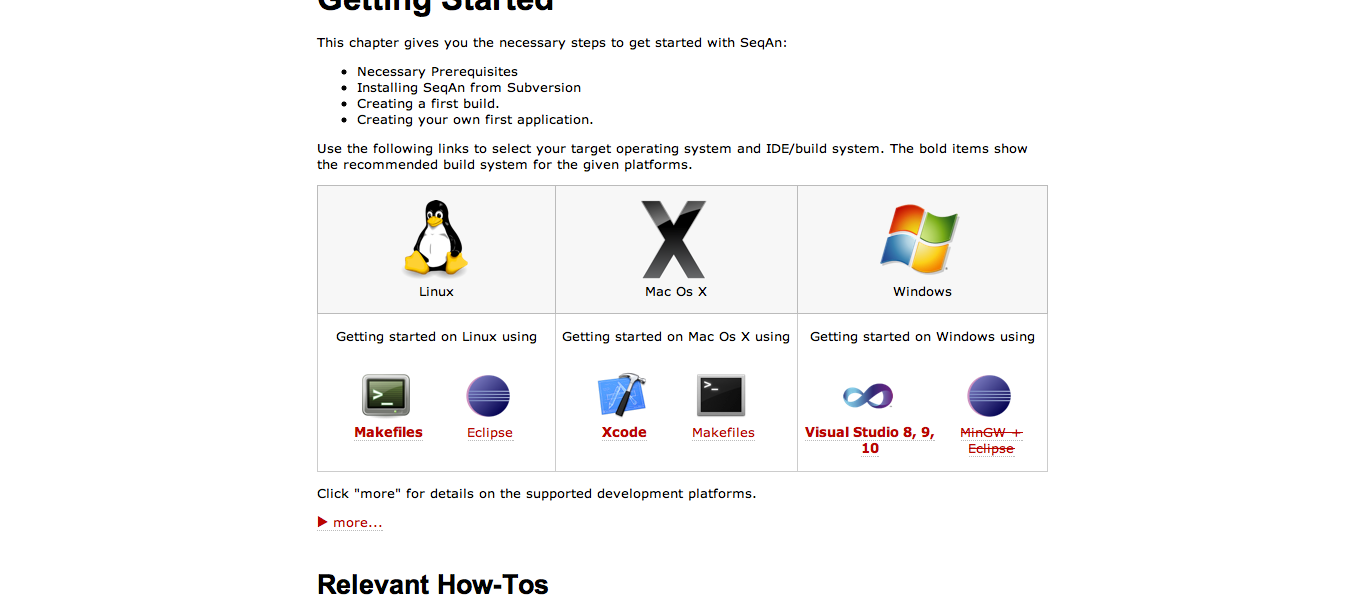 Getting Started
This chapter gives you the necessary steps to get started with SeqAn:
• Necessary Prerequisites
• Installing SeqAn from Subversion
• Creating a first build.
• Creating your own first application.
Use the following links to select your target operating system and IDE/build system. The bold items show
the recommended build system for the given platforms.
Linux
Mac Os X
Windows
Getting started on Linux using
Getting started on Mac Os X using
Getting started on Windows using
Makefiles
Eclipse
Xcode
Makefiles
Visual Studio 8, 9,
10
MinGW +
Eclipse
Click "more" for details on the supported development platforms.
more...
Relevant How-Tos